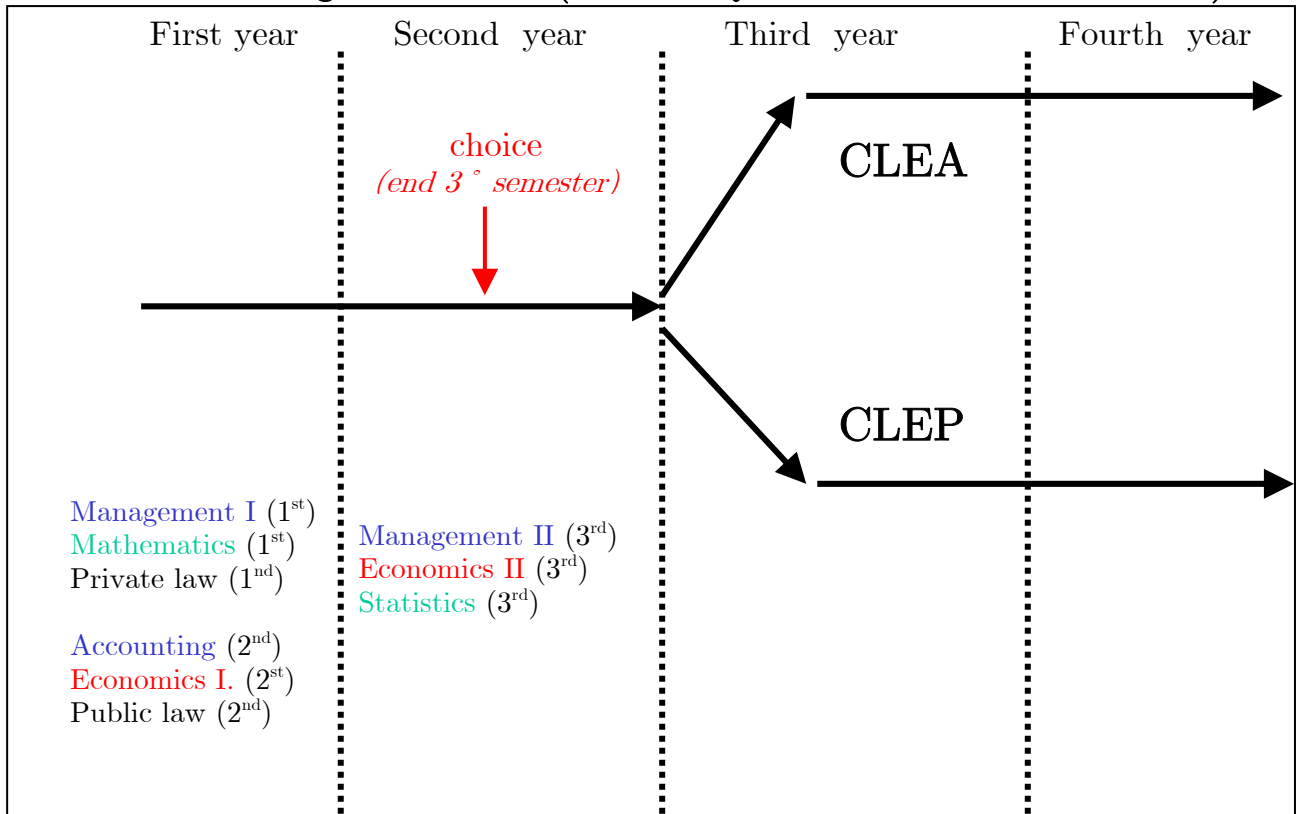 First year Second year Third year Fourth year
choice
(end 3° semester)
CLEA
CLEP
Management I (1st)
Mathematics (1st)
Private law (1nd)
Accounting (2nd)
Economics I. (2st)
Public law (2nd)
Management II (3rd)
Economics II (3rd)
Statistics (3rd)